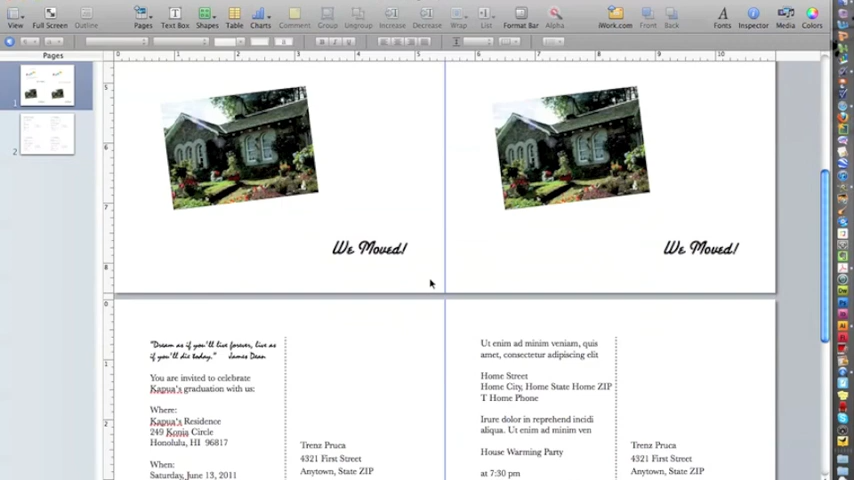 View
Full Screen
Outline
Pages
Text Box
Shapes
Table
Charts
Comment
Group
Ungroup
Increase
Decrease
Wrap
List
Format Bar
Alpha
iWork.com
Front
Back
Fonts
Inspector
Media
Colors
Pages
1
2
We Moved!
We Moved!
"Dream as if you'll live forever, live as
if you'll die today." James Dean
You are invited to celebrate
Kapua's graduation with us:
Where:
Kapua's Residence
249 Konia Circle
Honolulu, HI 96817
When:
Saturday, June 13, 2011
Trenz Pruca
4321 First Street
Anytown, State ZIP
Ut enim ad minim veniam, quis
amet, consectetur adipiscing elit
Home Street
Home City, Home State Home ZIP
T Home Phone
Irure dolor in reprehend incidi
aliqua. Ut enim ad minim ven
House Warming Party
at 7:30 pm
Trenz Pruca
4321 First Street
Anytown, State ZIP